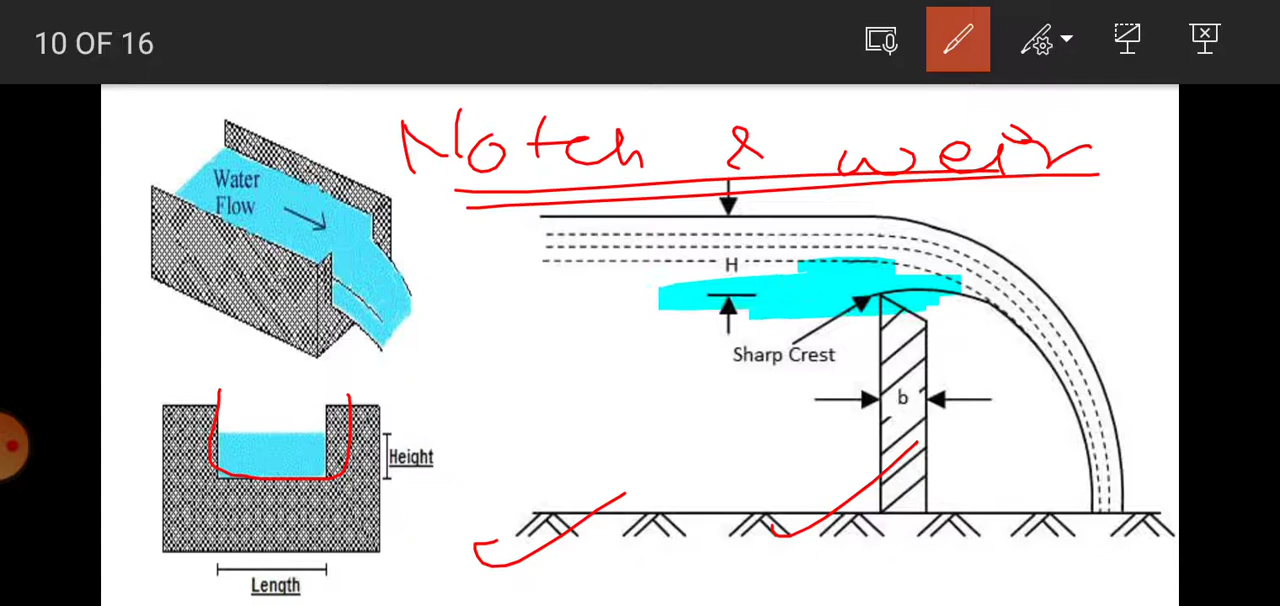 10 OF 16
Notch & weir
Water
Flow
H
Sharp Crest
b
Height
Length